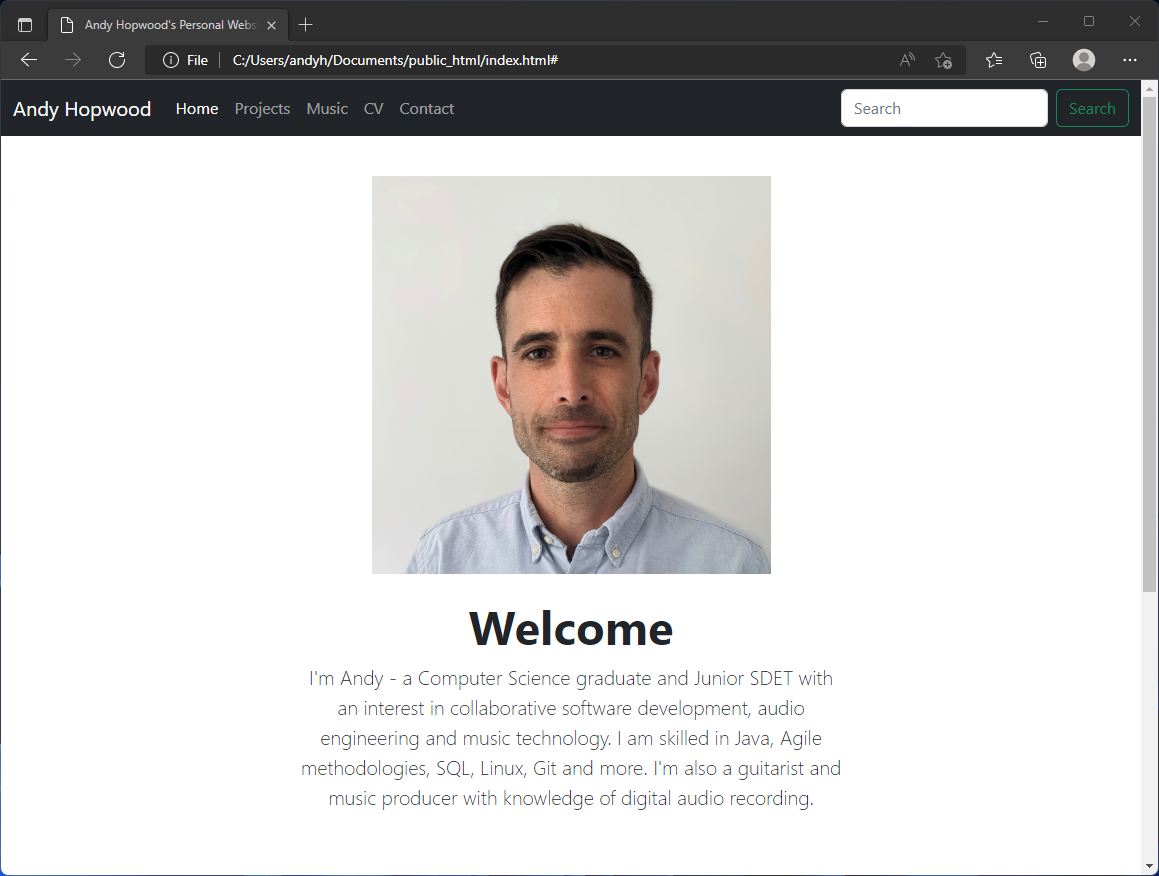 Andy Hopwood's Personal Webs
File
C:/Users/andyh/Documents/public_html/index.html#
Andy Hopwood Home Projects Music CV Contact Search Search
Welcome
I'm Andy - a Computer Science graduate and Junior SDET with
an interest in collaborative software development, audio
engineering and music technology. I am skilled in Java, Agile
methodologies, SQL, Linux, Git and more. I'm also a guitarist and
music producer with knowledge of digital audio recording.